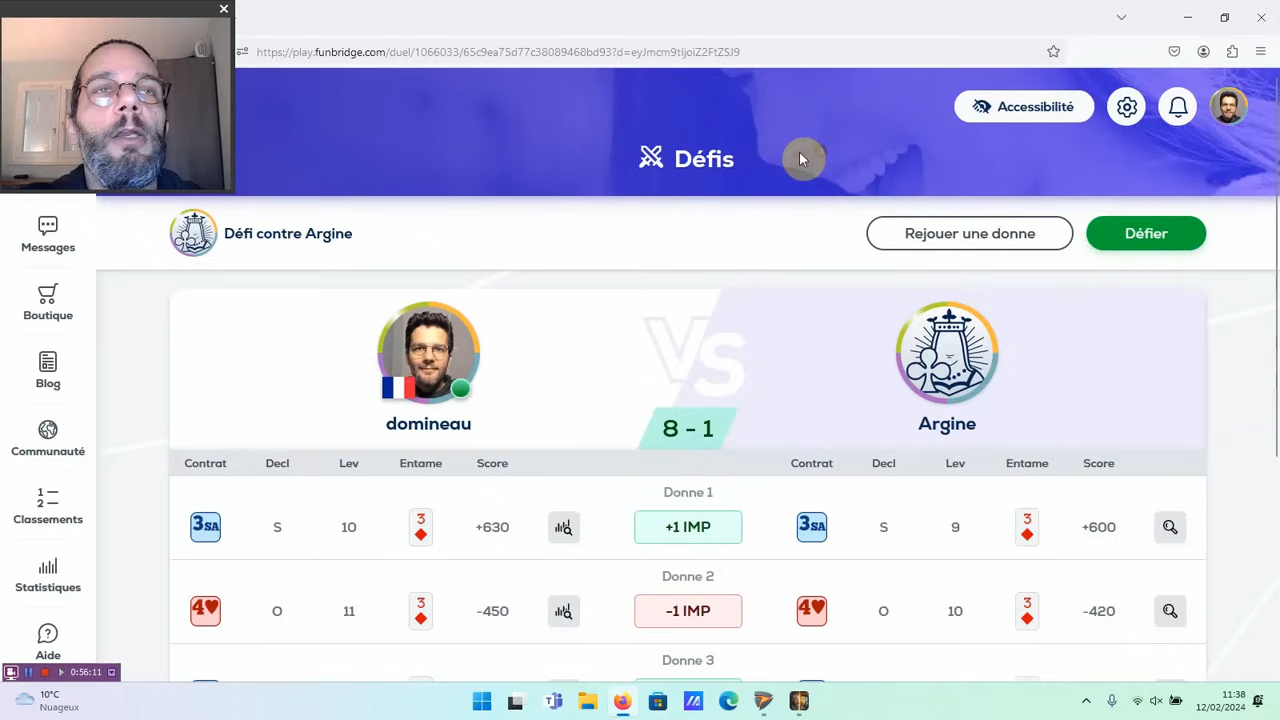 https://play.funbridge.com/duel/1066033/65c9ea75d77c38089468bd93?d=eyJmcm9tIjoiZ2FtZSJ9
Accessibilité
Défis
Défi contre Argine
Rejouer une donne
Défier
Messages
Boutique
Blog
Communauté
1
2
Classements
Statistiques
Aide
VS
domineau
8 - 1
Argine
Contrat Decl Lev Entame Score Contrat Decl Lev Entame Score
Donne 1
3SA S 10 3♦ +630 +1 IMP 3SA S 9 3♦ +600
Donne 2
4♥ O 11 3♦ -450 -1 IMP 4♥ O 10 3♦ -420
Donne 3
0:56:11
10°C
Nuageux
11:38
12/02/2024